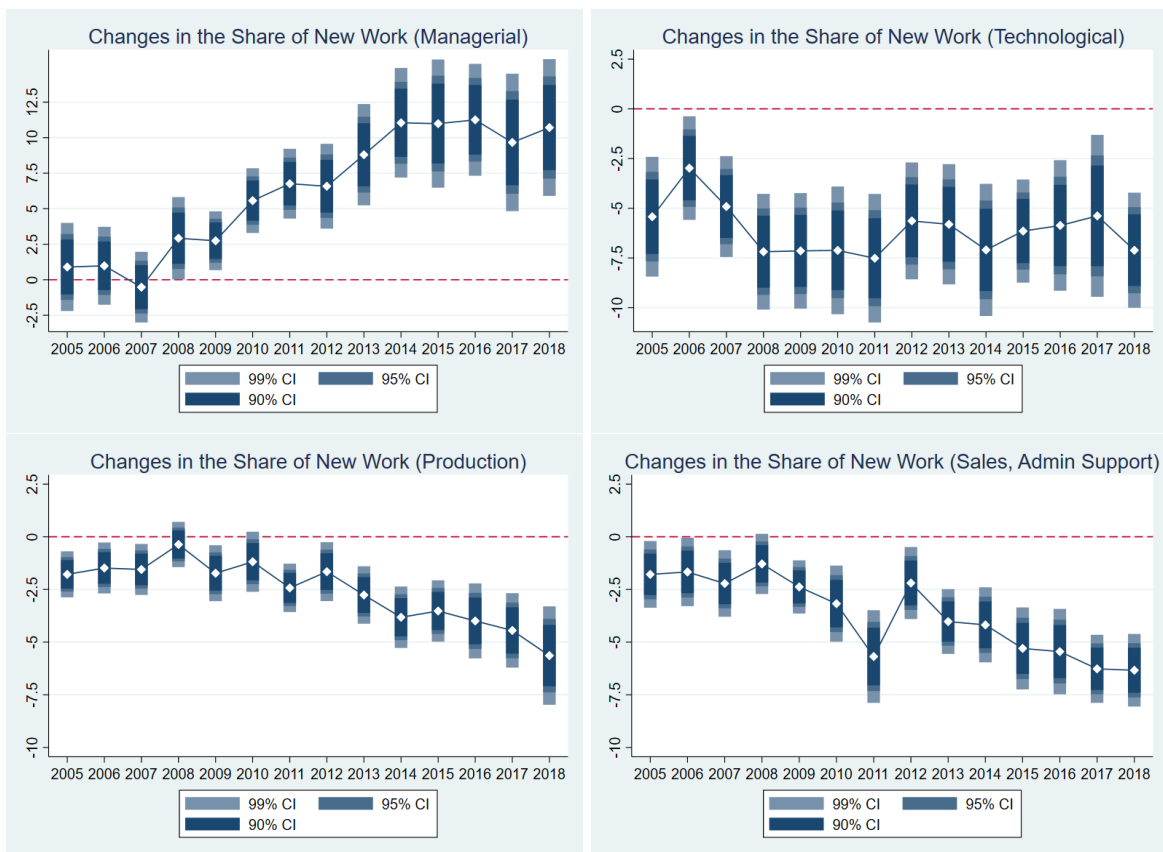 Changes in the Share of New Work (Managerial)
12.5
10
7.5
5
2.5
0
-2.5
2005 2006 2007 2008 2009 2010 2011 2012 2013 2014 2015 2016 2017 2018
99% CI 95% CI
90% CI
Changes in the Share of New Work (Technological)
2.5
0
-2.5
-5
-7.5
-10
2005 2006 2007 2008 2009 2010 2011 2012 2013 2014 2015 2016 2017 2018
99% CI 95% CI
90% CI
Changes in the Share of New Work (Production)
2.5
0
-2.5
-5
-7.5
-10
2005 2006 2007 2008 2009 2010 2011 2012 2013 2014 2015 2016 2017 2018
99% CI 95% CI
90% CI
Changes in the Share of New Work (Sales, Admin Support)
2.5
0
-2.5
-5
-7.5
-10
2005 2006 2007 2008 2009 2010 2011 2012 2013 2014 2015 2016 2017 2018
99% CI 95% CI
90% CI